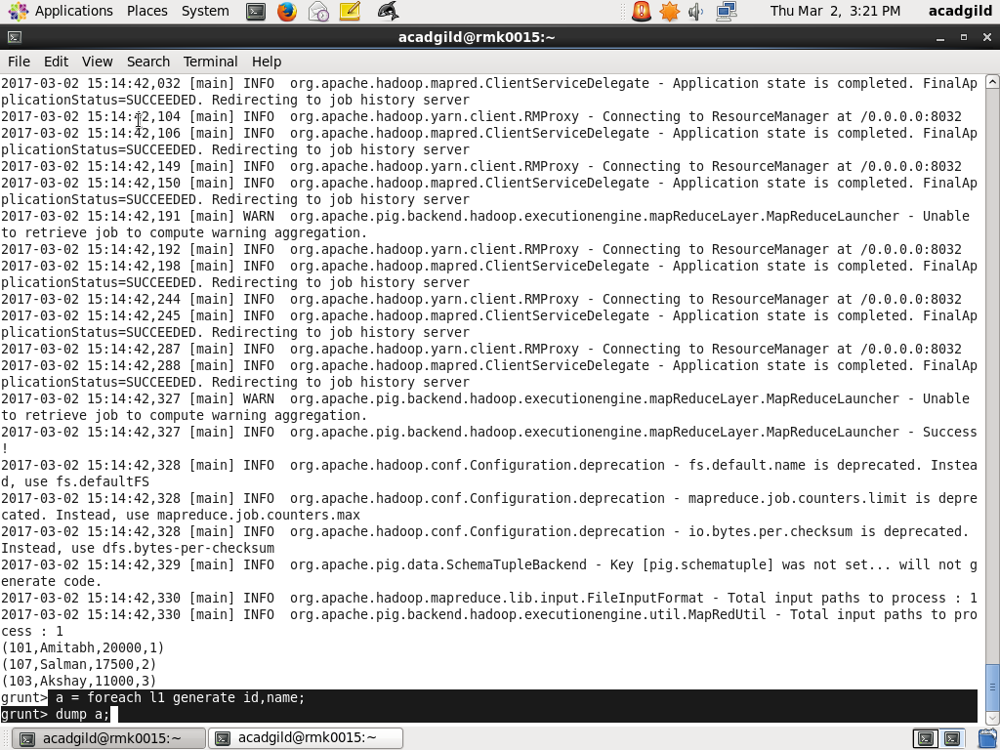 Applications Places System Thu Mar 2, 3:21 PM acadgild
acadgild@rmk0015:~
File Edit View Search Terminal Help
2017-03-02 15:14:42,032 [main] INFO  org.apache.hadoop.mapred.ClientServiceDelegate - Application state is completed. FinalAp
plicationStatus=SUCCEEDED. Redirecting to job history server
2017-03-02 15:14:42,104 [main] INFO  org.apache.hadoop.yarn.client.RMProxy - Connecting to ResourceManager at /0.0.0.0:8032
2017-03-02 15:14:42,106 [main] INFO  org.apache.hadoop.mapred.ClientServiceDelegate - Application state is completed. FinalAp
plicationStatus=SUCCEEDED. Redirecting to job history server
2017-03-02 15:14:42,149 [main] INFO  org.apache.hadoop.yarn.client.RMProxy - Connecting to ResourceManager at /0.0.0.0:8032
2017-03-02 15:14:42,150 [main] INFO  org.apache.hadoop.mapred.ClientServiceDelegate - Application state is completed. FinalAp
plicationStatus=SUCCEEDED. Redirecting to job history server
2017-03-02 15:14:42,191 [main] WARN  org.apache.pig.backend.hadoop.executionengine.mapReduceLayer.MapReduceLauncher - Unable
to retrieve job to compute warning aggregation.
2017-03-02 15:14:42,192 [main] INFO  org.apache.hadoop.yarn.client.RMProxy - Connecting to ResourceManager at /0.0.0.0:8032
2017-03-02 15:14:42,198 [main] INFO  org.apache.hadoop.mapred.ClientServiceDelegate - Application state is completed. FinalAp
plicationStatus=SUCCEEDED. Redirecting to job history server
2017-03-02 15:14:42,244 [main] INFO  org.apache.hadoop.yarn.client.RMProxy - Connecting to ResourceManager at /0.0.0.0:8032
2017-03-02 15:14:42,245 [main] INFO  org.apache.hadoop.mapred.ClientServiceDelegate - Application state is completed. FinalAp
plicationStatus=SUCCEEDED. Redirecting to job history server
2017-03-02 15:14:42,287 [main] INFO  org.apache.hadoop.yarn.client.RMProxy - Connecting to ResourceManager at /0.0.0.0:8032
2017-03-02 15:14:42,288 [main] INFO  org.apache.hadoop.mapred.ClientServiceDelegate - Application state is completed. FinalAp
plicationStatus=SUCCEEDED. Redirecting to job history server
2017-03-02 15:14:42,327 [main] WARN  org.apache.pig.backend.hadoop.executionengine.mapReduceLayer.MapReduceLauncher - Unable
to retrieve job to compute warning aggregation.
2017-03-02 15:14:42,327 [main] INFO  org.apache.pig.backend.hadoop.executionengine.mapReduceLayer.MapReduceLauncher - Success
!
2017-03-02 15:14:42,328 [main] INFO  org.apache.hadoop.conf.Configuration.deprecation - fs.default.name is deprecated. Instea
d, use fs.defaultFS
2017-03-02 15:14:42,328 [main] INFO  org.apache.hadoop.conf.Configuration.deprecation - mapreduce.job.counters.limit is depre
cated. Instead, use mapreduce.job.counters.max
2017-03-02 15:14:42,328 [main] INFO  org.apache.hadoop.conf.Configuration.deprecation - io.bytes.per.checksum is deprecated.
Instead, use dfs.bytes-per-checksum
2017-03-02 15:14:42,329 [main] INFO  org.apache.pig.data.SchemaTupleBackend - Key [pig.schematuple] was not set... will not g
enerate code.
2017-03-02 15:14:42,330 [main] INFO  org.apache.hadoop.mapreduce.lib.input.FileInputFormat - Total input paths to process : 1
2017-03-02 15:14:42,330 [main] INFO  org.apache.pig.backend.hadoop.executionengine.util.MapRedUtil - Total input paths to pro
cess : 1
(101,Amitabh,20000,1)
(107,Salman,17500,2)
(103,Akshay,11000,3)
grunt> a = foreach l1 generate id,name;
grunt> dump a;
acadgild@rmk0015:~ acadgild@rmk0015:~